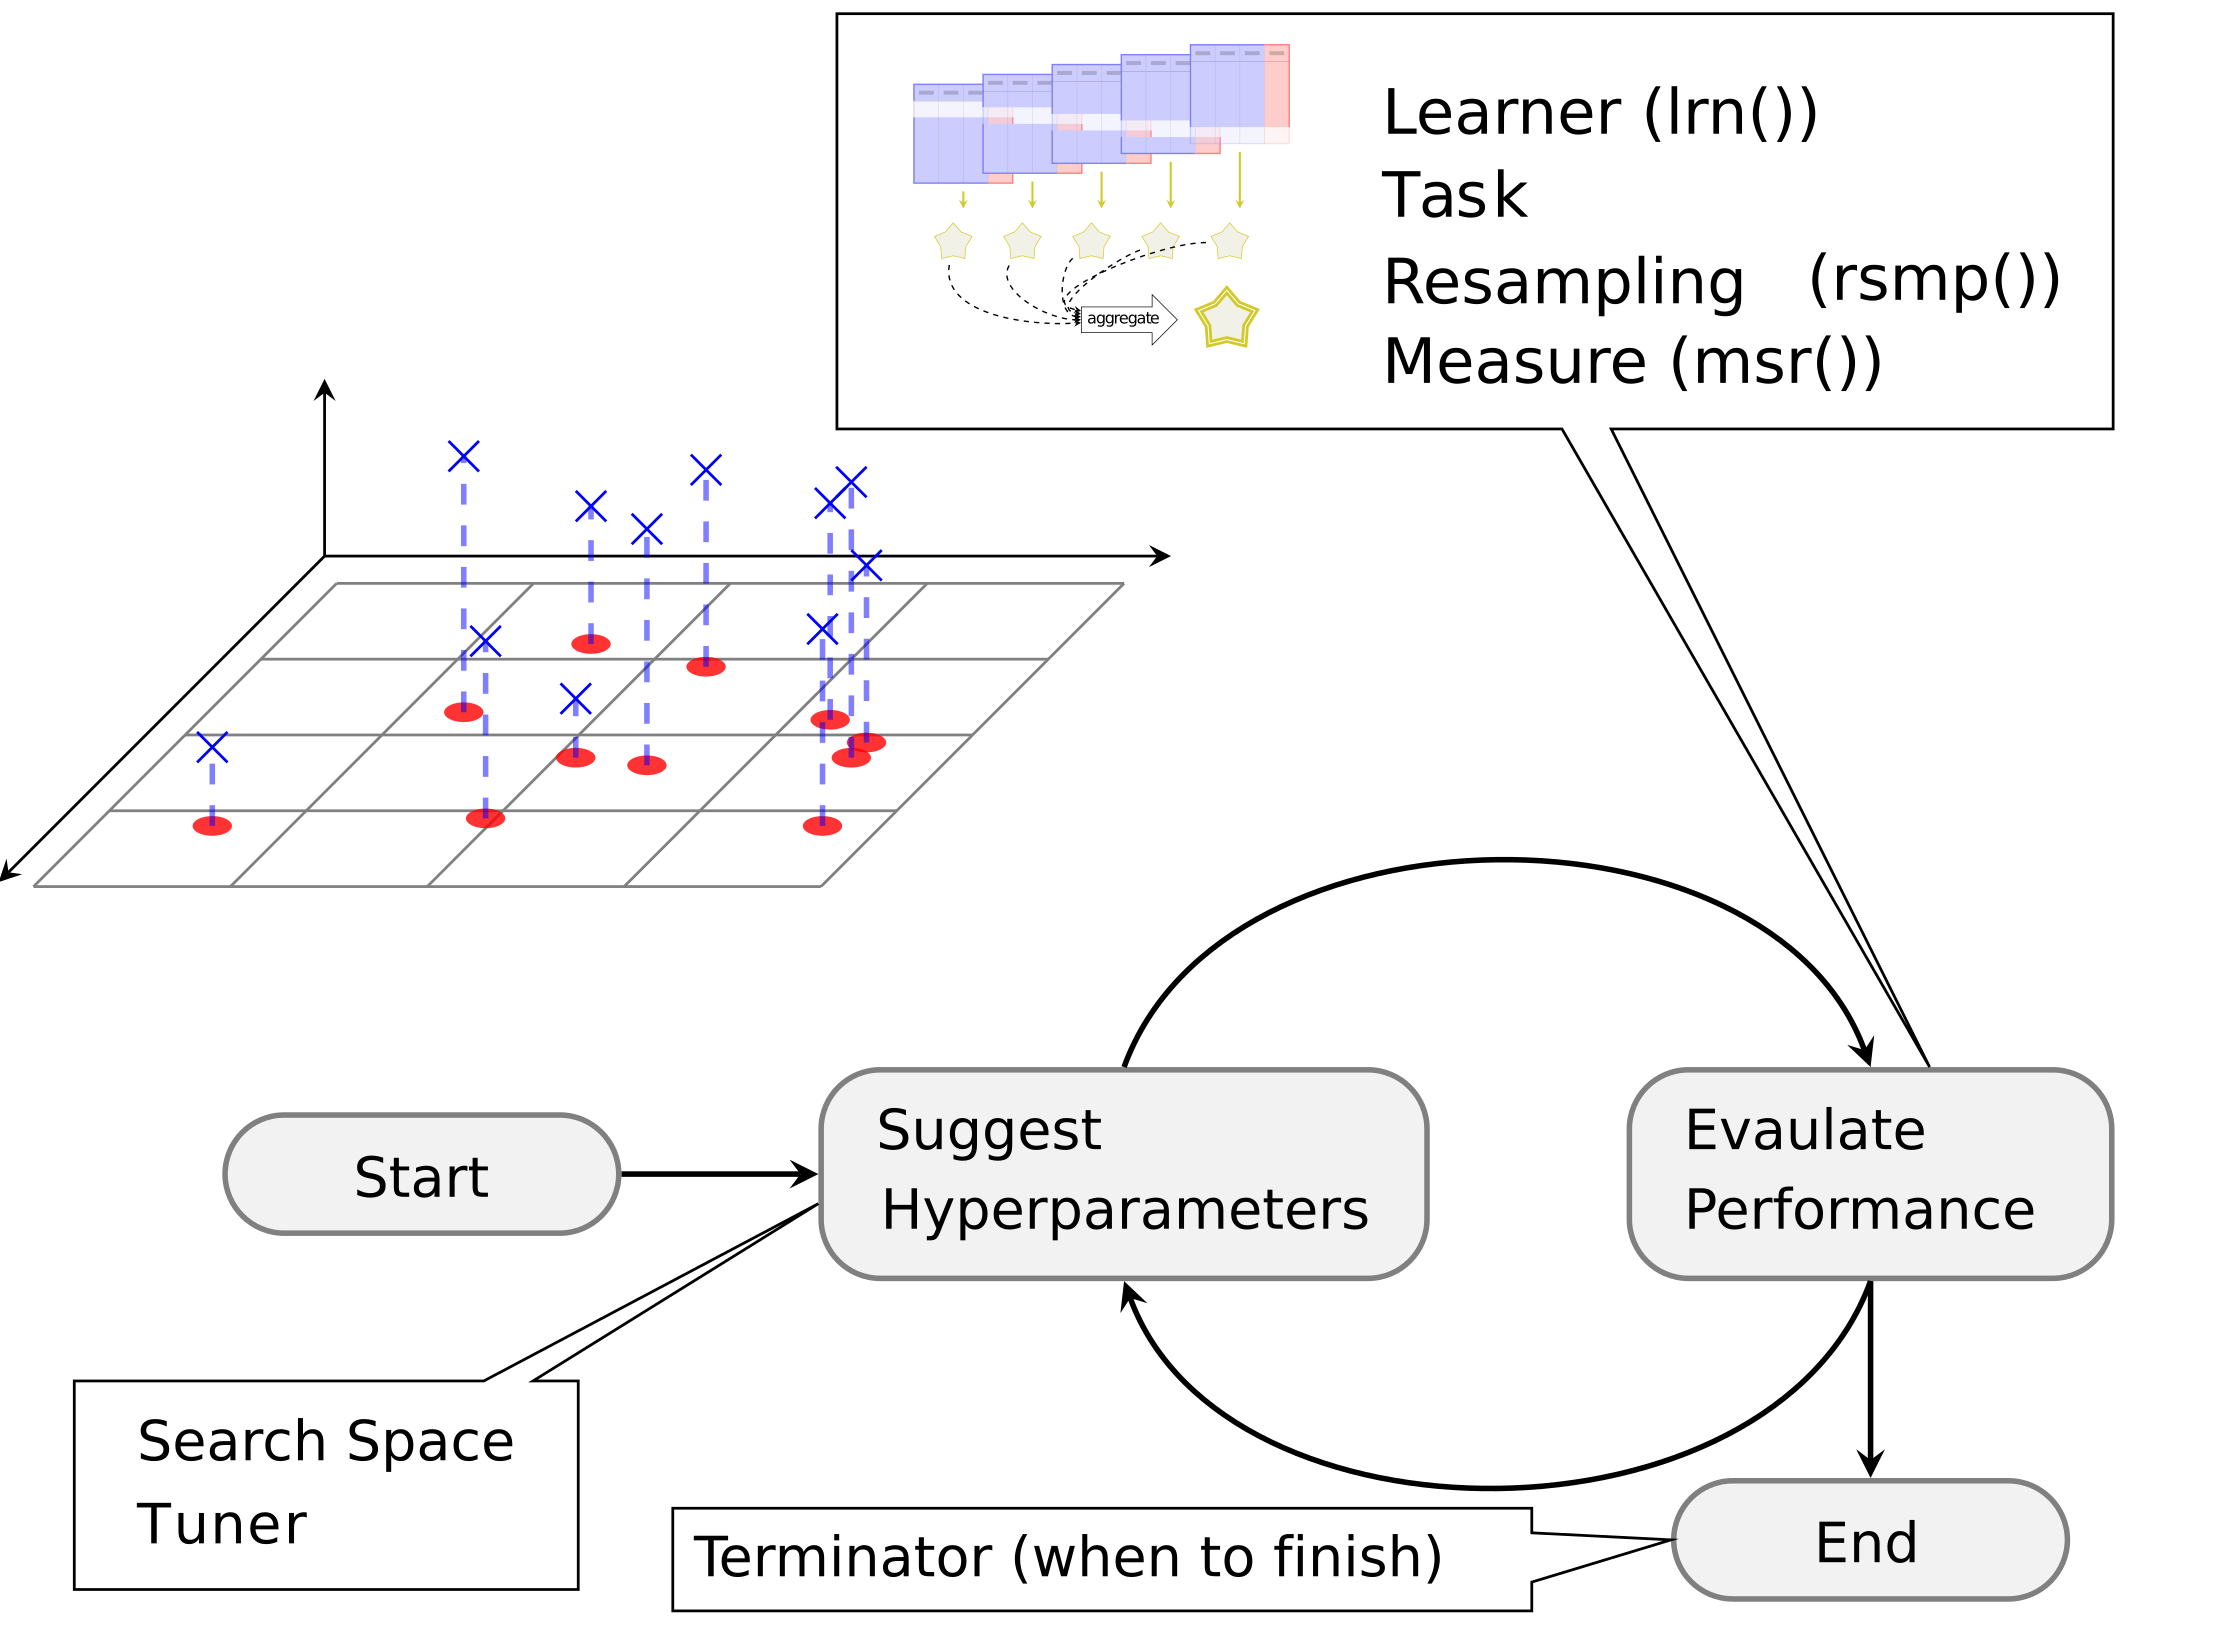 Learner (lrn())
Task
Resampling (rsmp())
Measure (msr())
aggregate
Suggest
Hyperparameters
Evaulate
Performance
Start
Search Space
Tuner
Terminator (when to finish)
End